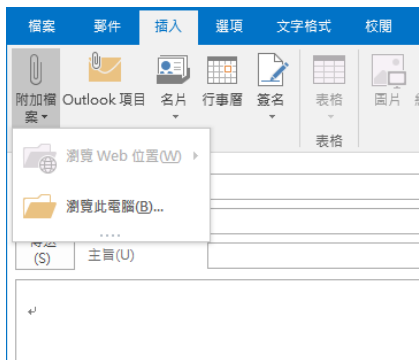 檔案 郵件 插入 選項 文字格式 校閱
附加檔案 Outlook 項目 名片 行事曆 簽名 表格 圖片
表格
瀏覽 Web 位置(W)
瀏覽此電腦(B)...
(S) 主旨(U)